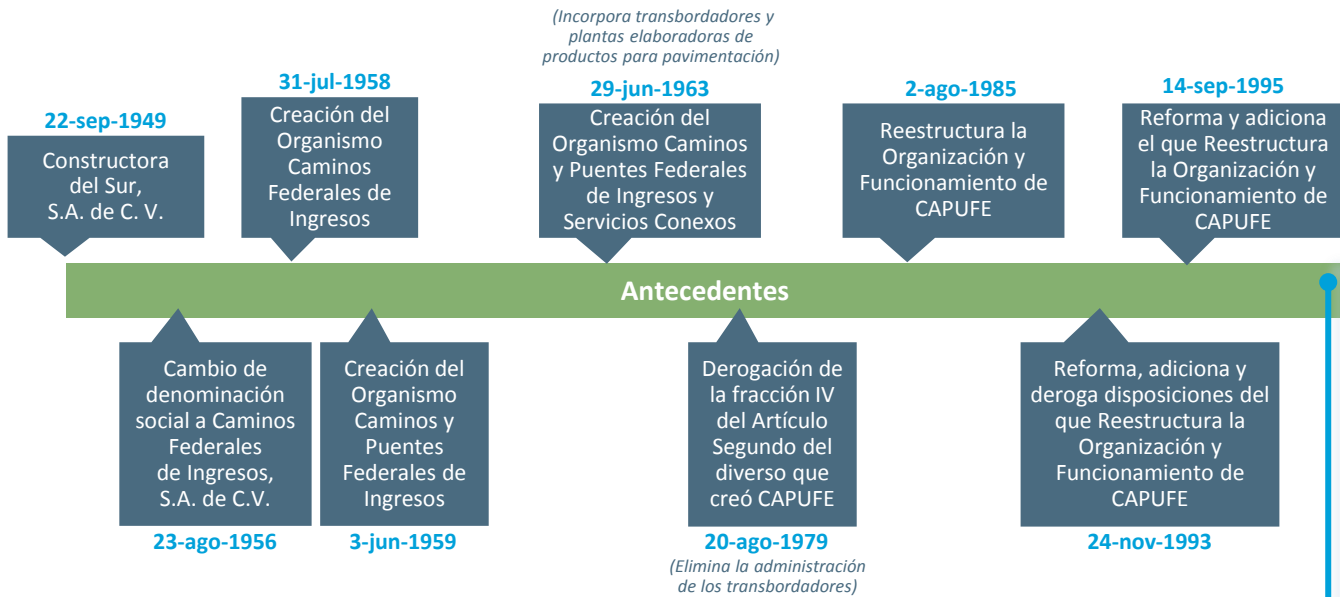 22-sep-1949
Constructora
del Sur,
S.A. de C. V.
31-jul-1958
Creación del
Organismo
Caminos
Federales de
Ingresos
(Incorpora transbordadores y
plantas elaboradoras de
productos para pavimentación)
29-jun-1963
Creación del
Organismo Caminos
y Puentes Federales
de Ingresos y
Servicios Conexos
2-ago-1985
Reestructura la
Organización y
Funcionamiento de
CAPUFE
14-sep-1995
Reforma y adiciona
el que Reestructura
la Organización y
Funcionamiento de
CAPUFE
Antecedentes
Cambio de
denominación
social a Caminos
Federales
de Ingresos,
S.A. de C.V.
23-ago-1956
Creación del
Organismo
Caminos y
Puentes
Federales de
Ingresos
3-jun-1959
Derogación de
la fracción IV
del Artículo
Segundo del
diverso que
creó CAPUFE
20-ago-1979
(Elimina la administración
de los transbordadores)
Reforma, adiciona y
deroga disposiciones del
que Reestructura la
Organización y
Funcionamiento de
CAPUFE
24-nov-1993